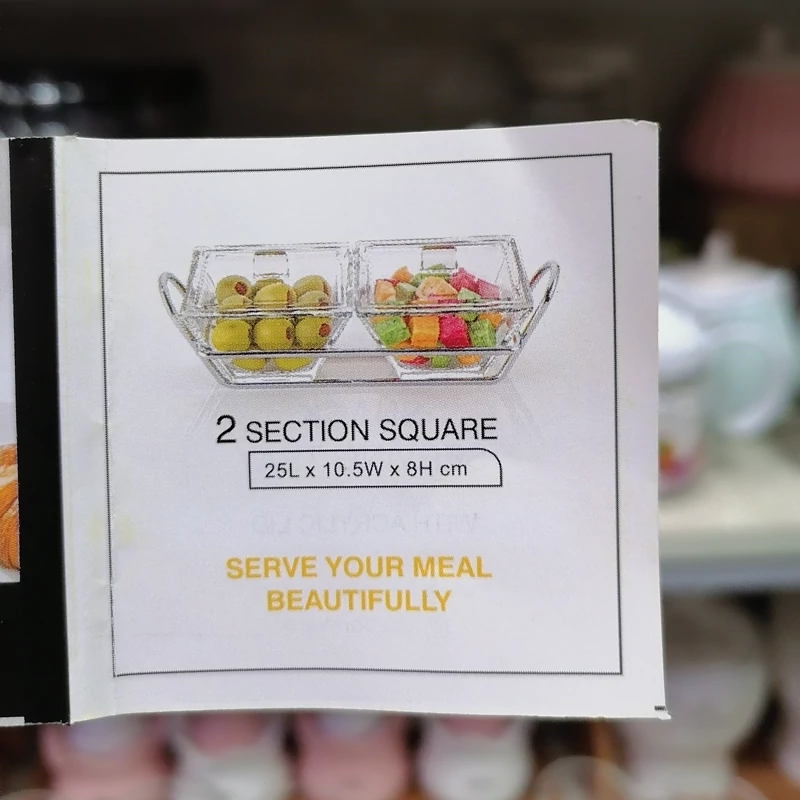 2 SECTION SQUARE
25L x 10.5W x 8H cm
SERVE YOUR MEAL
BEAUTIFULLY